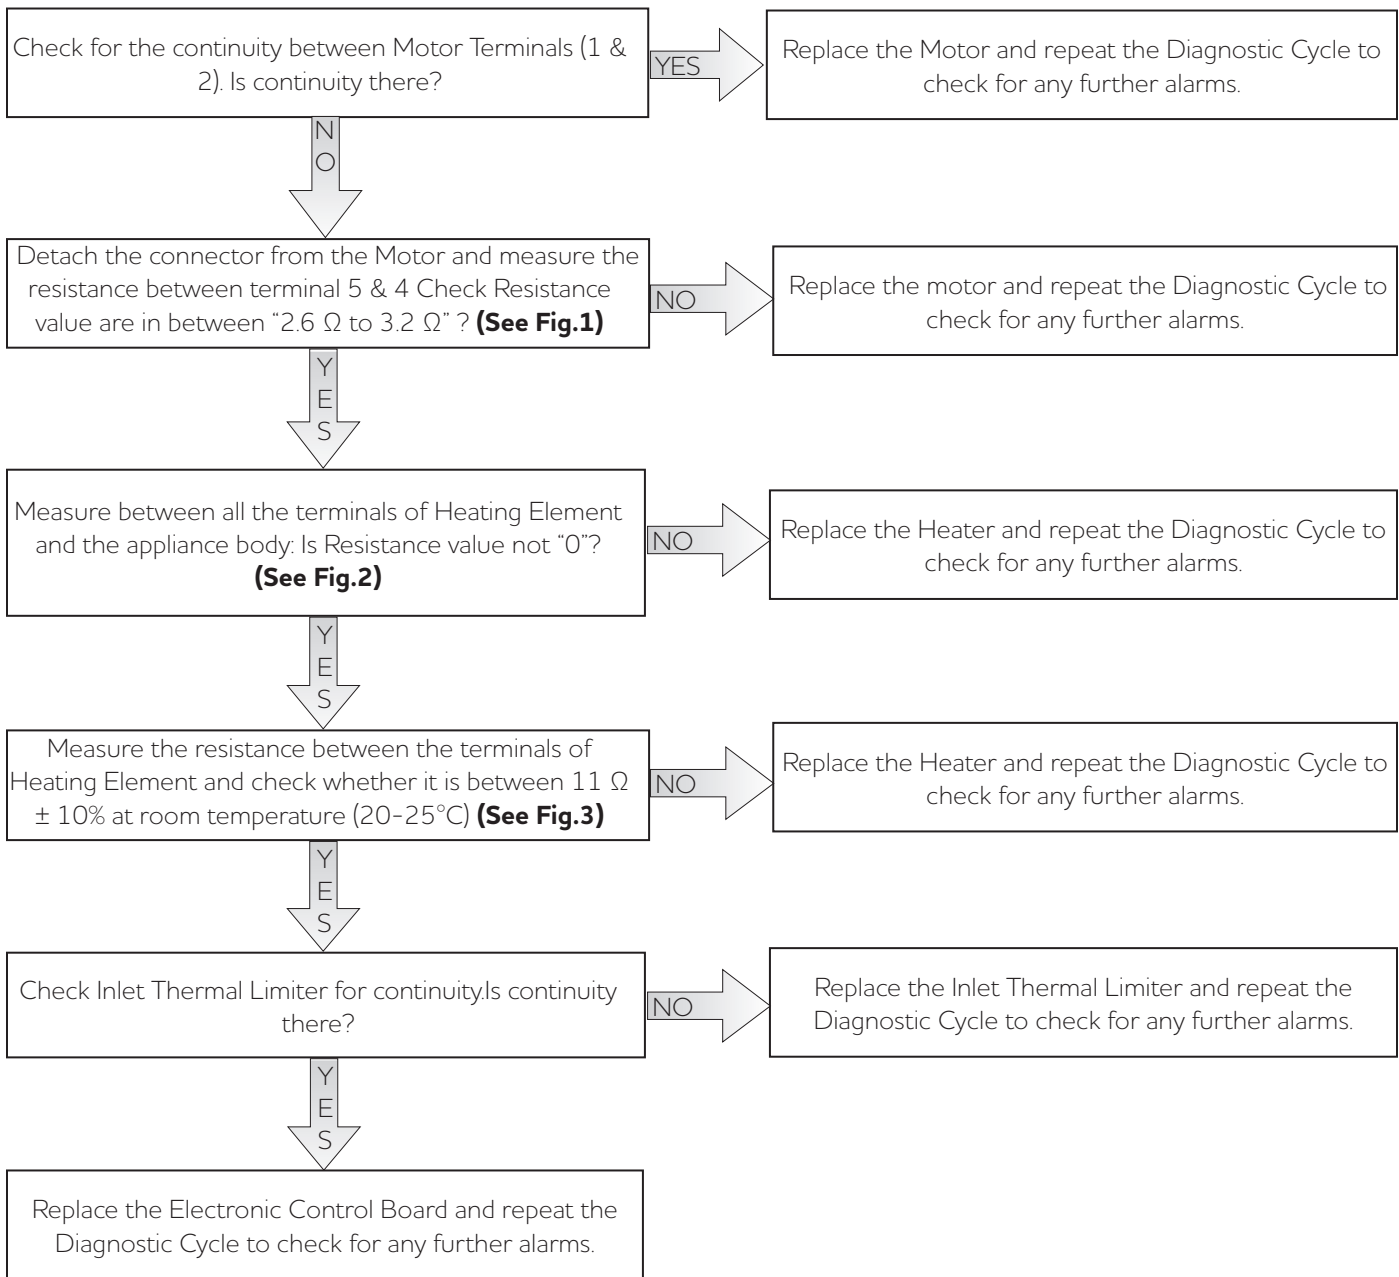 Check for the continuity between Motor Terminals (1 &
2). Is continuity there?
YES
Replace the Motor and repeat the Diagnostic Cycle to
check for any further alarms.
N
O
Detach the connector from the Motor and measure the
resistance between terminal 5 & 4 Check Resistance
value are in between “2.6 Ω to 3.2 Ω” ? (See Fig.1)
NO
Replace the motor and repeat the Diagnostic Cycle to
check for any further alarms.
Y
E
S
Measure between all the terminals of Heating Element
and the appliance body: Is Resistance value not “0”?
(See Fig.2)
NO
Replace the Heater and repeat the Diagnostic Cycle to
check for any further alarms.
Y
E
S
Measure the resistance between the terminals of
Heating Element and check whether it is between 11 Ω
± 10% at room temperature (20-25°C) (See Fig.3)
NO
Replace the Heater and repeat the Diagnostic Cycle to
check for any further alarms.
Y
E
S
Check Inlet Thermal Limiter for continuity.Is continuity
there?
NO
Replace the Inlet Thermal Limiter and repeat the
Diagnostic Cycle to check for any further alarms.
Y
E
S
Replace the Electronic Control Board and repeat the
Diagnostic Cycle to check for any further alarms.